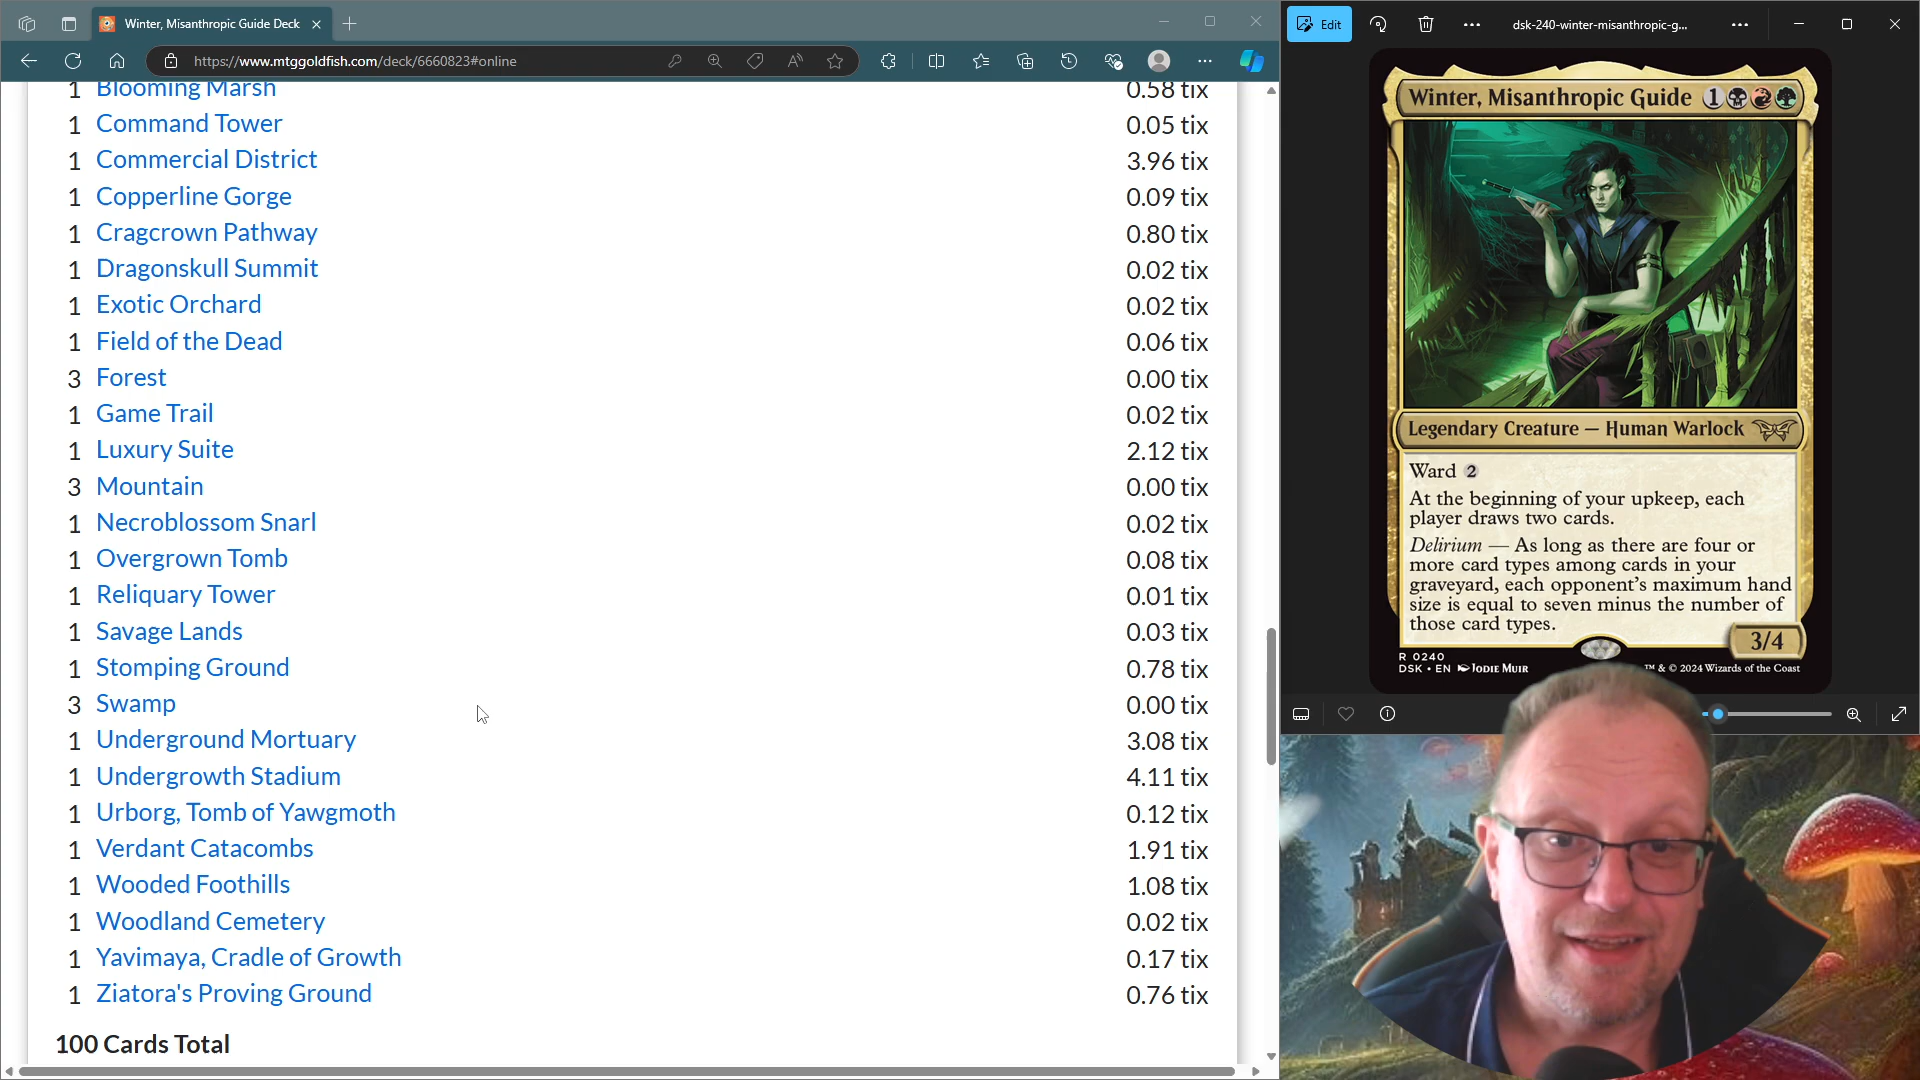 Winter, Misanthropic Guide Deck
https://www.mtggoldfish.com/deck/6660823#online
1 Blooming Marsh 0.58 tix
1 Command Tower 0.05 tix
1 Commercial District 3.96 tix
1 Copperline Gorge 0.09 tix
1 Cragcrown Pathway 0.80 tix
1 Dragonskull Summit 0.02 tix
1 Exotic Orchard 0.02 tix
1 Field of the Dead 0.06 tix
3 Forest 0.00 tix
1 Game Trail 0.02 tix
1 Luxury Suite 2.12 tix
3 Mountain 0.00 tix
1 Necroblossom Snarl 0.02 tix
1 Overgrown Tomb 0.08 tix
1 Reliquary Tower 0.01 tix
1 Savage Lands 0.03 tix
1 Stomping Ground 0.78 tix
3 Swamp 0.00 tix
1 Underground Mortuary 3.08 tix
1 Undergrowth Stadium 4.11 tix
1 Urborg, Tomb of Yawgmoth 0.12 tix
1 Verdant Catacombs 1.91 tix
1 Wooded Foothills 1.08 tix
1 Woodland Cemetery 0.02 tix
1 Yavimaya, Cradle of Growth 0.17 tix
1 Ziatora's Proving Ground 0.76 tix
100 Cards Total
Edit
dsk-240-winter-misanthropic-g...
Winter, Misanthropic Guide 1
Legendary Creature — Human Warlock
Ward 2
At the beginning of your upkeep, each
player draws two cards.
Delirium — As long as there are four or
more card types among cards in your
graveyard, each opponent's maximum hand
size is equal to seven minus the number of
those card types.
3/4
R 0240
DSK • EN JODIE MUIR
™ & © 2024 Wizards of the Coast